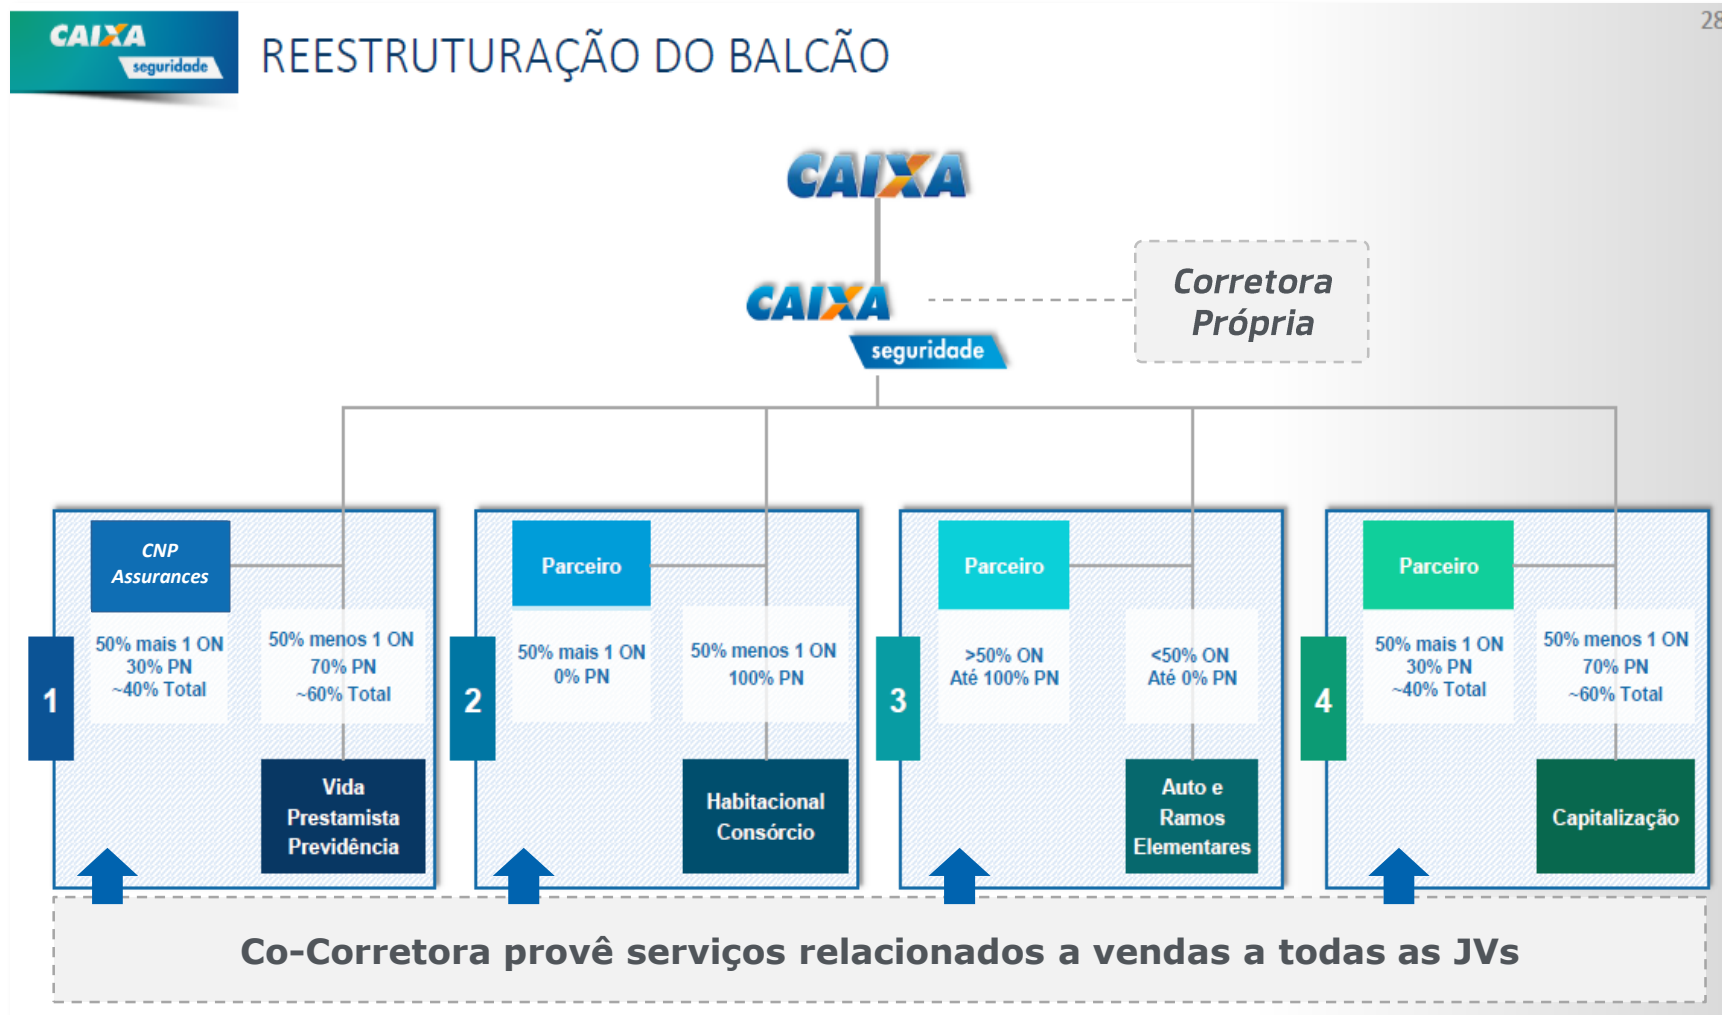 CAIXA
seguridade
REESTRUTURAÇÃO DO BALCÃO
28
CAIXA
CAIXA
seguridade
Corretora
Própria
1
CNP
Assurances
50% mais 1 ON
30% PN
~40% Total
50% menos 1 ON
70% PN
~60% Total
Vida
Prestamista
Previdência
2
Parceiro
50% mais 1 ON
0% PN
50% menos 1 ON
100% PN
Habitacional
Consórcio
3
Parceiro
>50% ON
Até 100% PN
<50% ON
Até 0% PN
Auto e
Ramos
Elementares
4
Parceiro
50% mais 1 ON
30% PN
~40% Total
50% menos 1 ON
70% PN
~60% Total
Capitalização
Co-Corretora provê serviços relacionados a vendas a todas as JVs